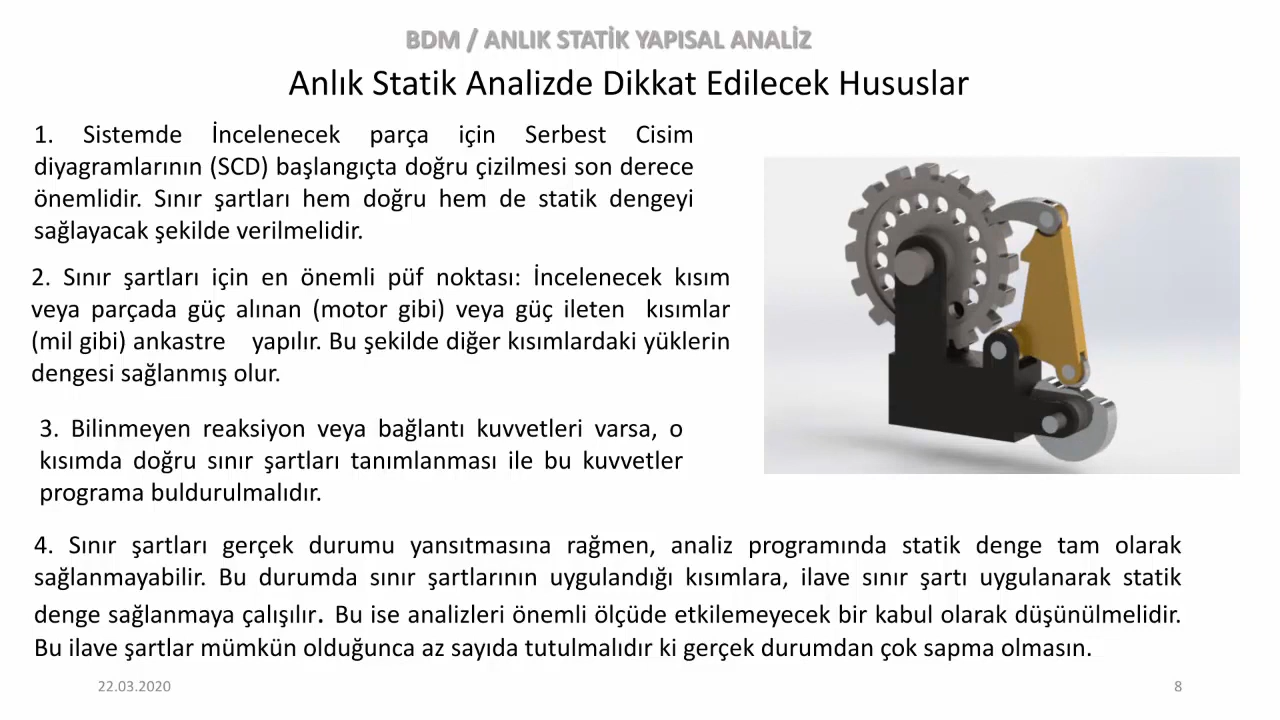 BDM / ANLIK STATİK YAPISAL ANALİZ
Anlık Statik Analizde Dikkat Edilecek Hususlar
1. Sistemde İncelenecek parça için Serbest Cisim
diyagramlarının (SCD) başlangıçta doğru çizilmesi son derece
önemlidir. Sınır şartları hem doğru hem de statik dengeyi
sağlayacak şekilde verilmelidir.
2. Sınır şartları için en önemli püf noktası: İncelenecek kısım
veya parçada güç alınan (motor gibi) veya güç ileten kısımlar
(mil gibi) ankastre yapılır. Bu şekilde diğer kısımlardaki yüklerin
dengesi sağlanmış olur.
3. Bilinmeyen reaksiyon veya bağlantı kuvvetleri varsa, o
kısımda doğru sınır şartları tanımlanması ile bu kuvvetler
programa buldurulmalıdır.
4. Sınır şartları gerçek durumu yansıtmasına rağmen, analiz programında statik denge tam olarak
sağlanmayabilir. Bu durumda sınır şartlarının uygulandığı kısımlara, ilave sınır şartı uygulanarak statik
denge sağlanmaya çalışılır. Bu ise analizleri önemli ölçüde etkilemeyecek bir kabul olarak düşünülmelidir.
Bu ilave şartlar mümkün olduğunca az sayıda tutulmalıdır ki gerçek durumdan çok sapma olmasın.
22.03.2020
8